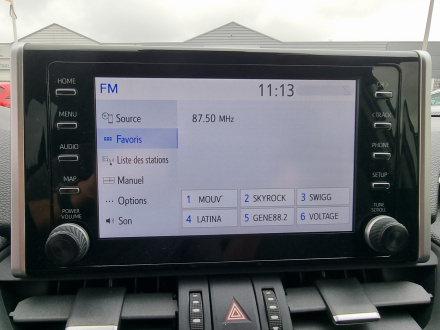 FM 11:13
HOME
MENU
AUDIO
MAP
POWER
VOLUME
TRACK
PHONE
SETUP
TUNE
SCROLL
Source
Favoris
Liste des stations
Manuel
Options
Son
87.50 MHz
1 MOUV' 2 SKYROCK 3 SWIGG
4 LATINA 5 GENE88.2 6 VOLTAGE